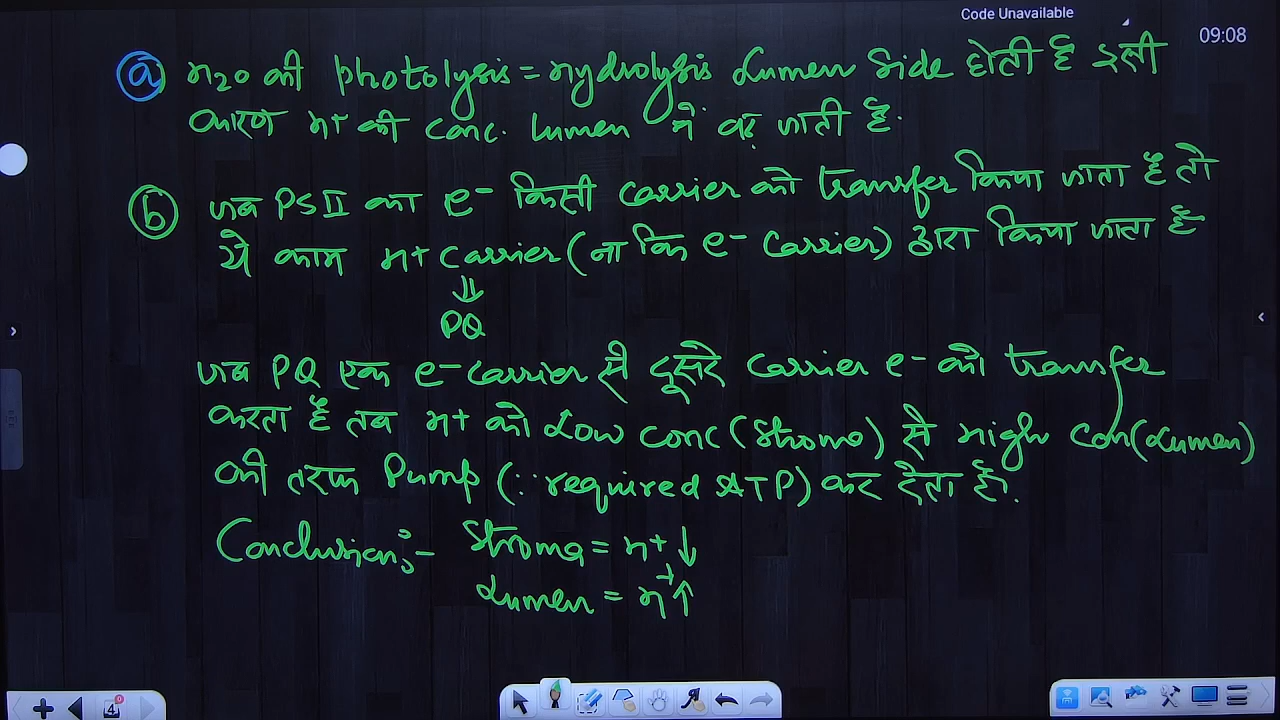 Code Unavailable
09:08
(a) H2O की photolysis = Hydrolysis Lumen Side होती है इसी
कारण H+ की conc. lumen में बढ़ जाती है.
(b) जब PS II का e- किसी carrier को transfer किया जाता है तो
ये काम H+ carrier (ना कि e- carrier) द्वारा किया जाता है
⇓
PQ
जब PQ एक e-carrier से दूसरे carrier e- को transfer
करता है तब H+ को Low conc (Stroma) से High con(Lumen)
की तरफ Pump (∵ required ATP) कर देता है.
Conclusion:- Stroma = H+ ↓
Lumen = H+ ↑
4
0